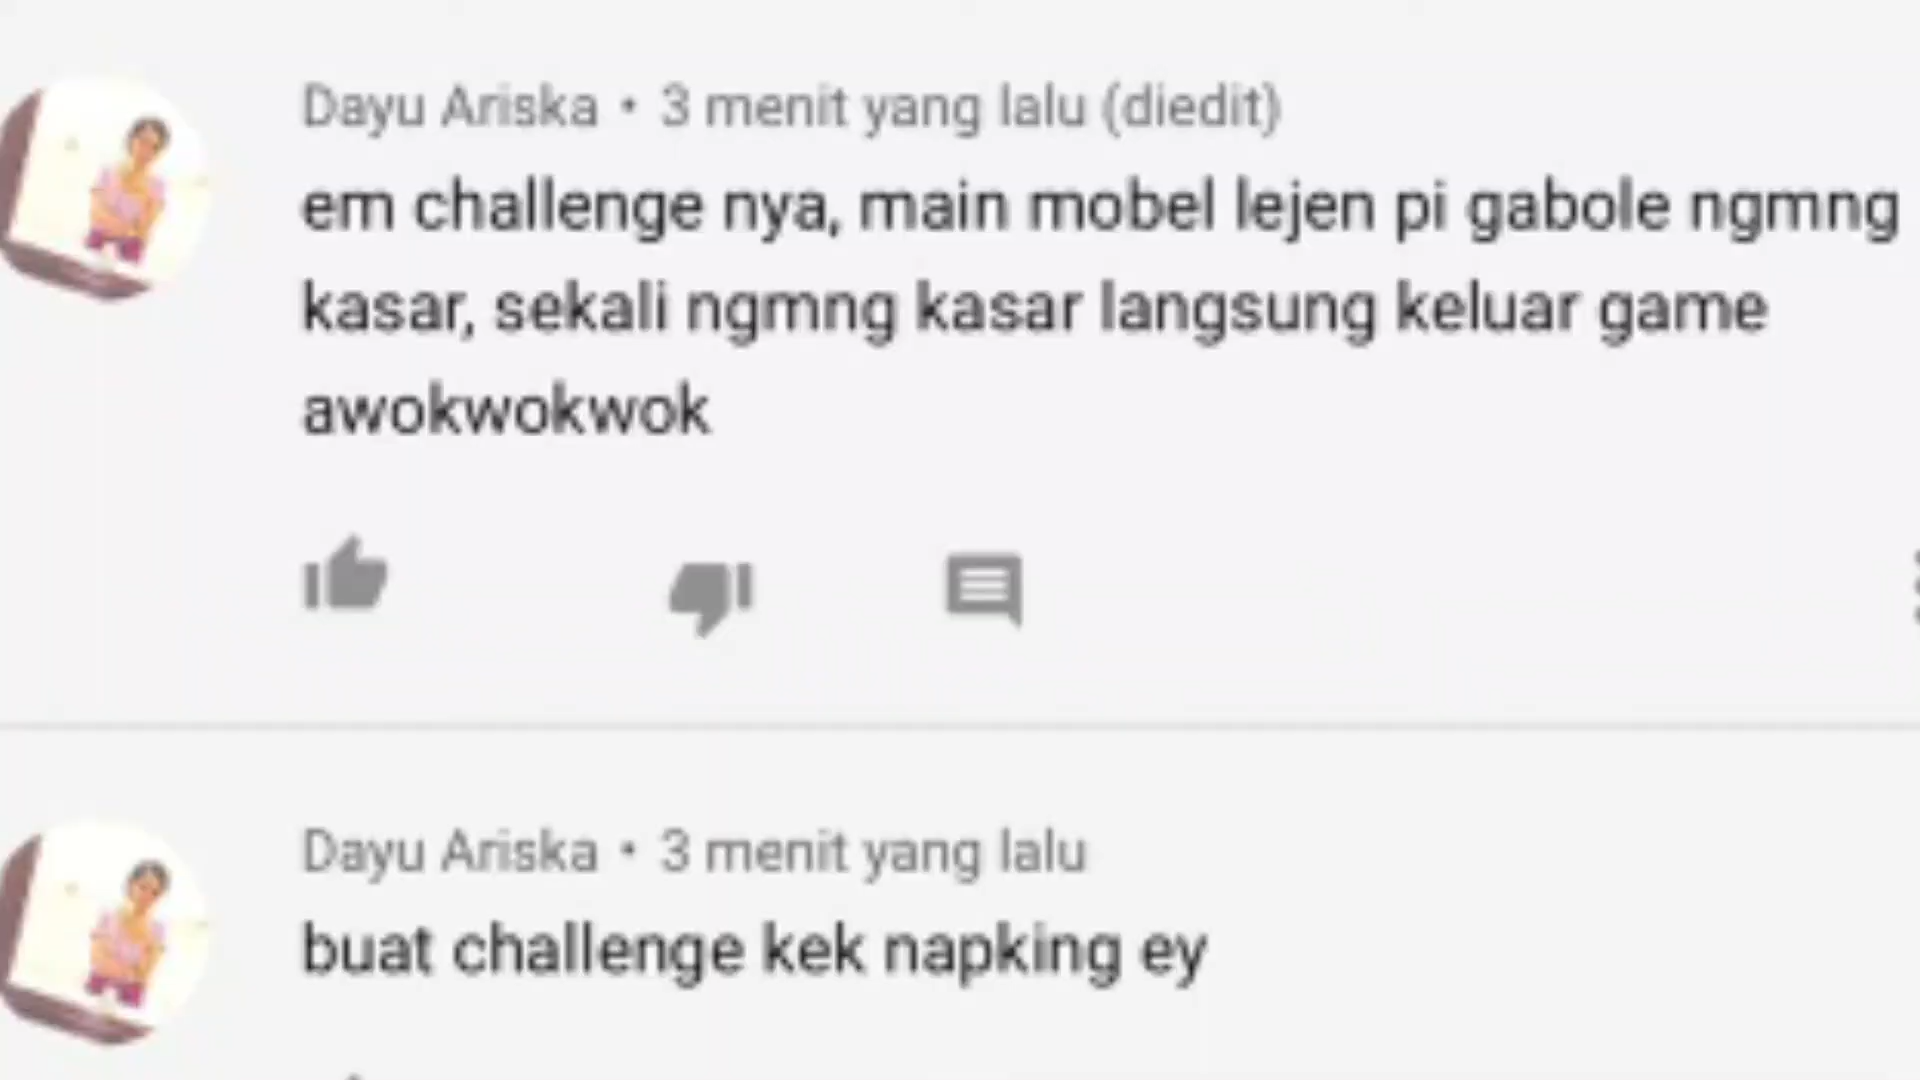 Dayu Ariska • 3 menit yang lalu (diedit)
em challenge nya, main mobel lejen pi gabole ngmng
kasar, sekali ngmng kasar langsung keluar game
awokwokwok
Dayu Ariska • 3 menit yang lalu
buat challenge kek napking ey